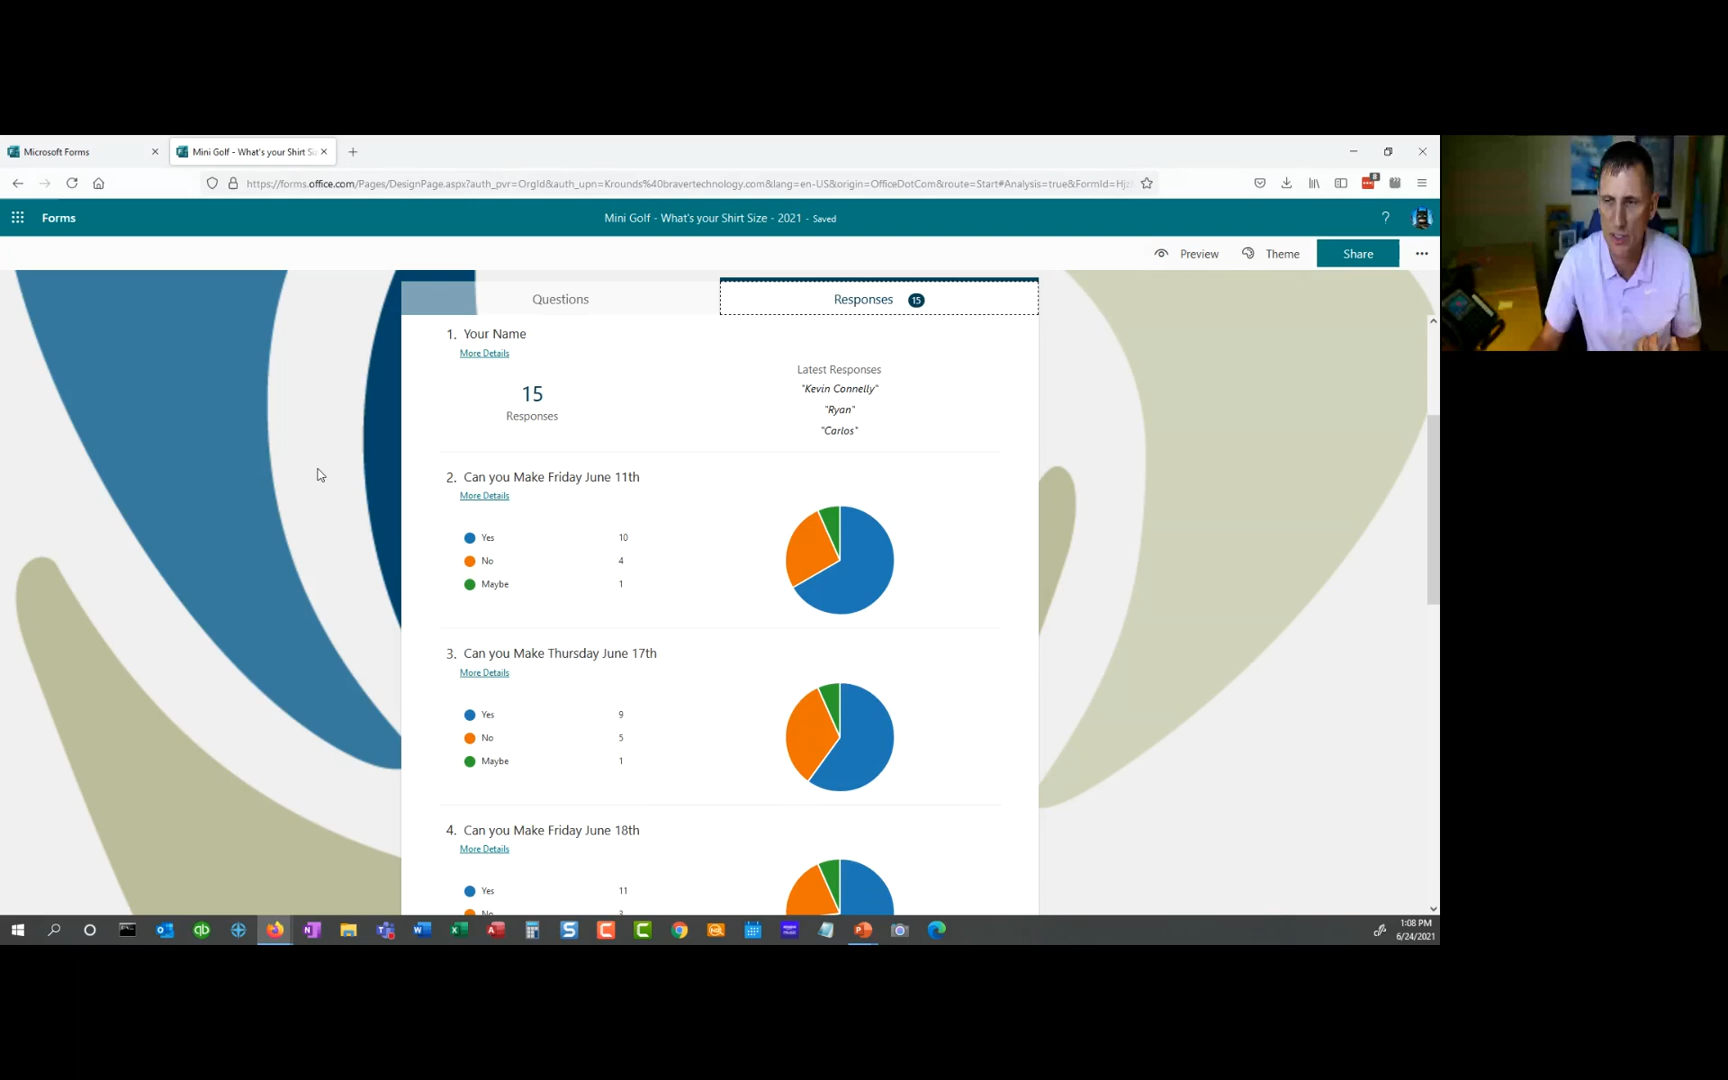 Microsoft Forms
Mini Golf - What's your Shirt Si
https://forms.office.com/Pages/DesignPage.aspx?auth_pvr=OrgId&auth_upn=Krounds%40bravertechnology.com&lang=en-US&origin=OfficeDotCom&route=Start#Analysis=true&FormId=Hjz
8
Forms
Mini Golf - What's your Shirt Size - 2021 - Saved
?
Preview
Theme
Share
Questions
Responses 15
1. Your Name
More Details
15
Responses
Latest Responses
"Kevin Connelly"
"Ryan"
"Carlos"
2. Can you Make Friday June 11th
More Details
Yes 10
No 4
Maybe 1
3. Can you Make Thursday June 17th
More Details
Yes 9
No 5
Maybe 1
4. Can you Make Friday June 18th
More Details
Yes 11
No 3
1:08 PM
6/24/2021